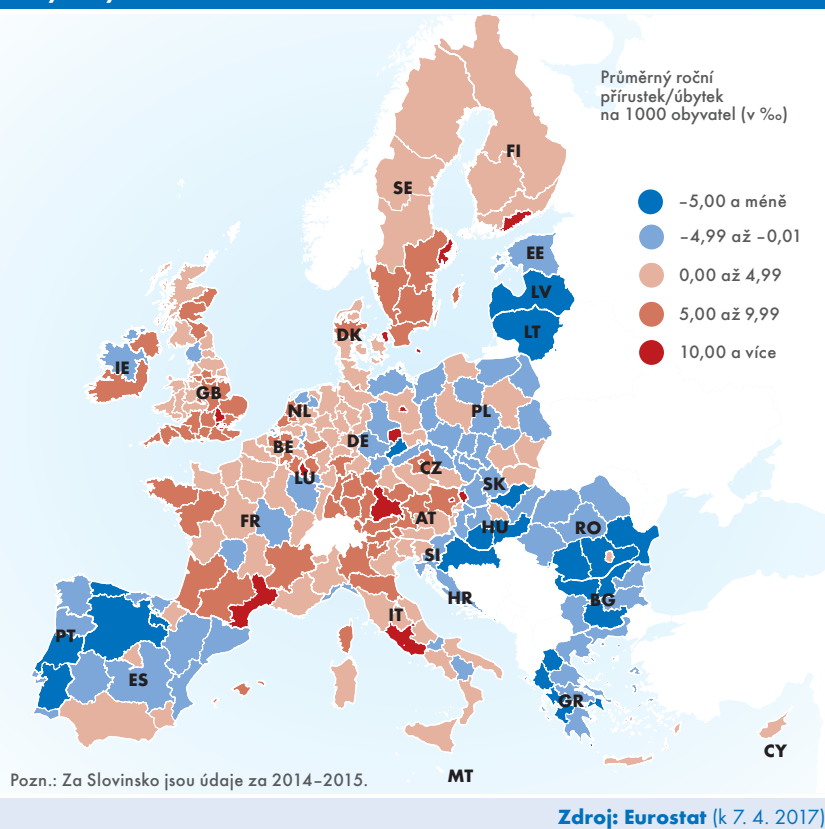 Průměrný roční
přírustek/úbytek
na 1000 obyvatel (v ‰)
−5,00 a méně
−4,99 až −0,01
0,00 až 4,99
5,00 až 9,99
10,00 a více
FI
SE
EE
LV
LT
DK
IE
GB
NL
PL
BE
DE
CZ
LU
SK
FR
AT
HU
RO
SI
HR
BG
IT
PT
ES
GR
CY
MT
Pozn.: Za Slovinsko jsou údaje za 2014–2015.
Zdroj: Eurostat (k 7. 4. 2017)